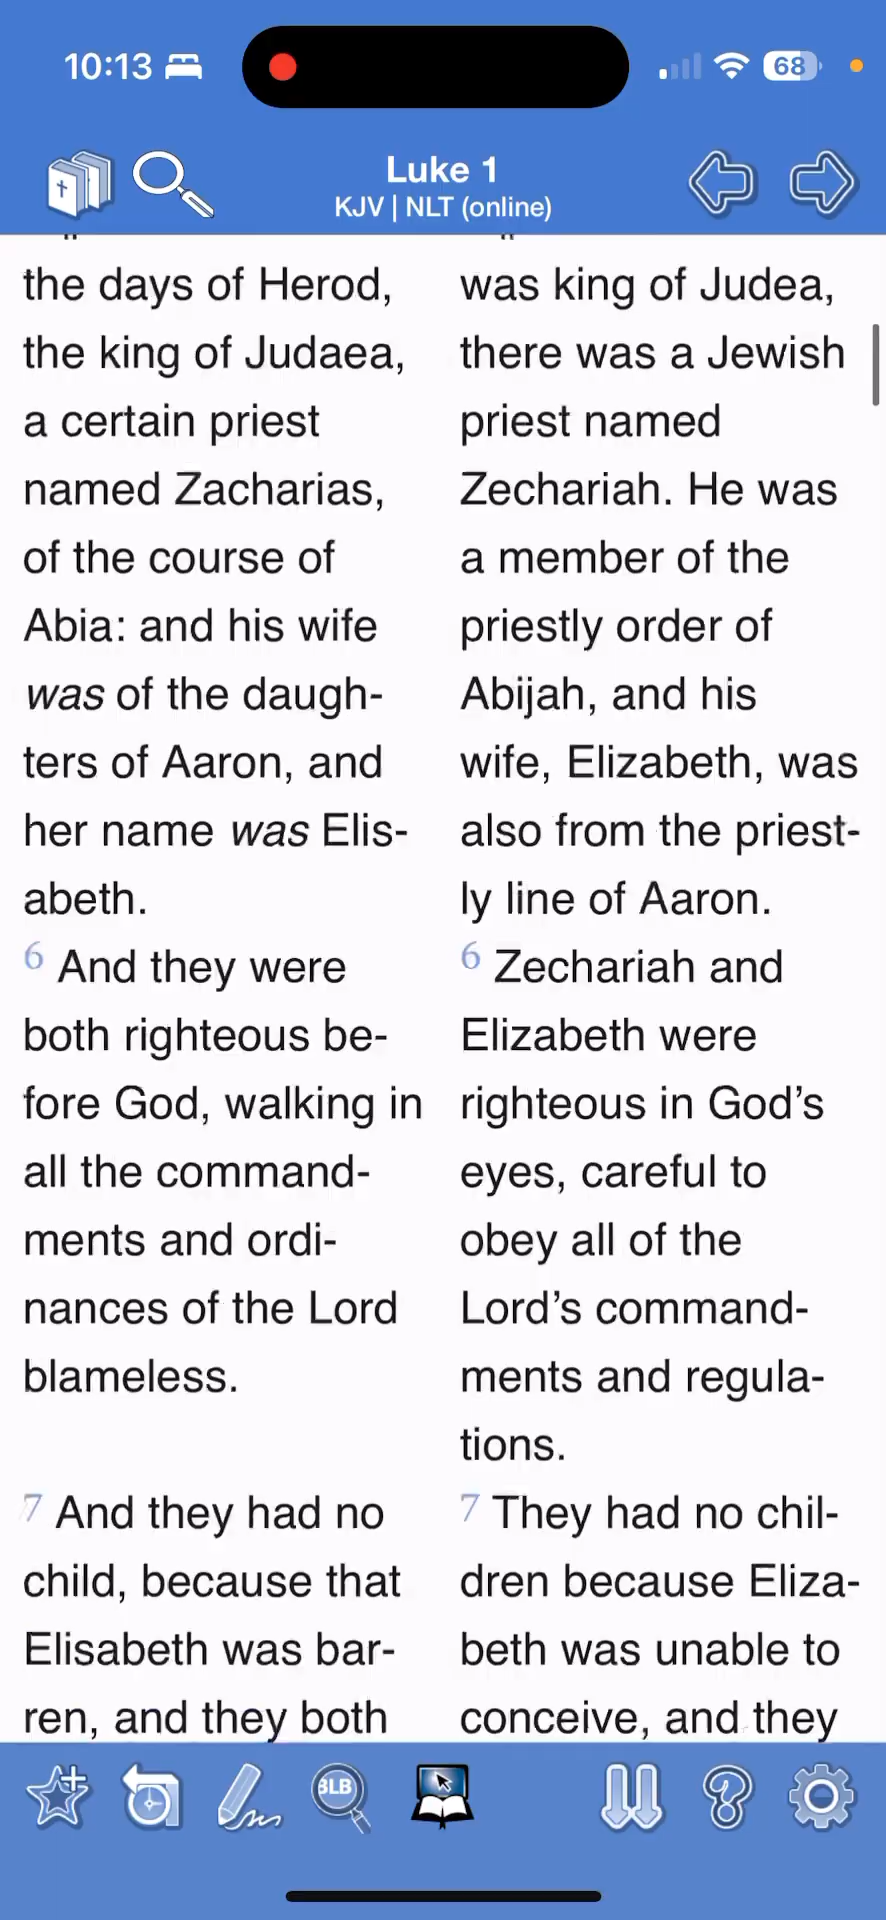 10:13
68
Luke 1
KJV | NLT (online)
the days of Herod,
the king of Judaea,
a certain priest
named Zacharias,
of the course of
Abia: and his wife
was of the daugh-
ters of Aaron, and
her name was Elis-
abeth.
6 And they were
both righteous be-
fore God, walking in
all the command-
ments and ordi-
nances of the Lord
blameless.
7 And they had no
child, because that
Elisabeth was bar-
ren, and they both
was king of Judea,
there was a Jewish
priest named
Zechariah. He was
a member of the
priestly order of
Abijah, and his
wife, Elizabeth, was
also from the priest-
ly line of Aaron.
6 Zechariah and
Elizabeth were
righteous in God's
eyes, careful to
obey all of the
Lord's command-
ments and regula-
tions.
7 They had no chil-
dren because Eliza-
beth was unable to
conceive, and they
BLB